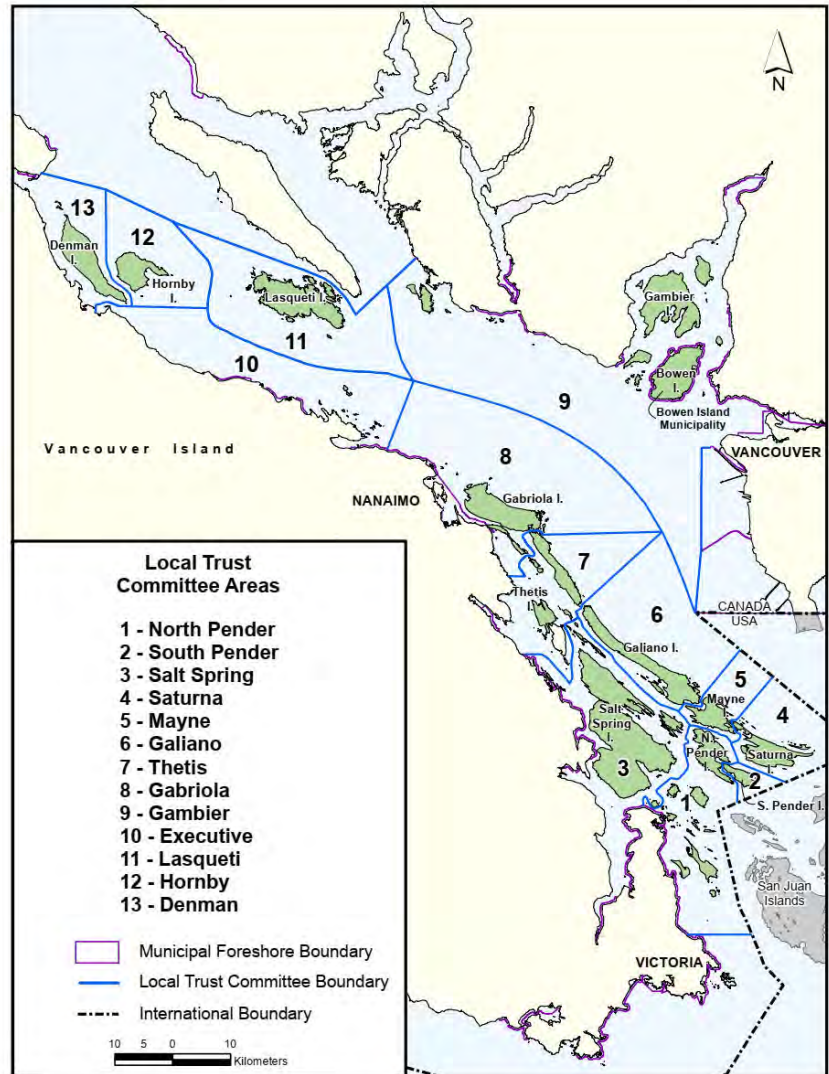 N
13
12
Denman
I.
Hornby
I.
Lasqueti I.
11
10
Gambier
I.
Bowen
I.
Bowen Island
Municipality
9
VANCOUVER
Vancouver Island
8
NANAIMO
Gabriola I.
7
Thetis
I.
CANADA
USA
6
Galiano I.
5
Mayne
I.
4
Salt
Spring
I.
N.
Pender
I.
Saturna
I.
3
2
1
S. Pender I.
San Juan
Islands
VICTORIA
Local Trust
Committee Areas
1 - North Pender
2 - South Pender
3 - Salt Spring
4 - Saturna
5 - Mayne
6 - Galiano
7 - Thetis
8 - Gabriola
9 - Gambier
10 - Executive
11 - Lasqueti
12 - Hornby
13 - Denman
Municipal Foreshore Boundary
Local Trust Committee Boundary
International Boundary
10 5 0 10
Kilometers